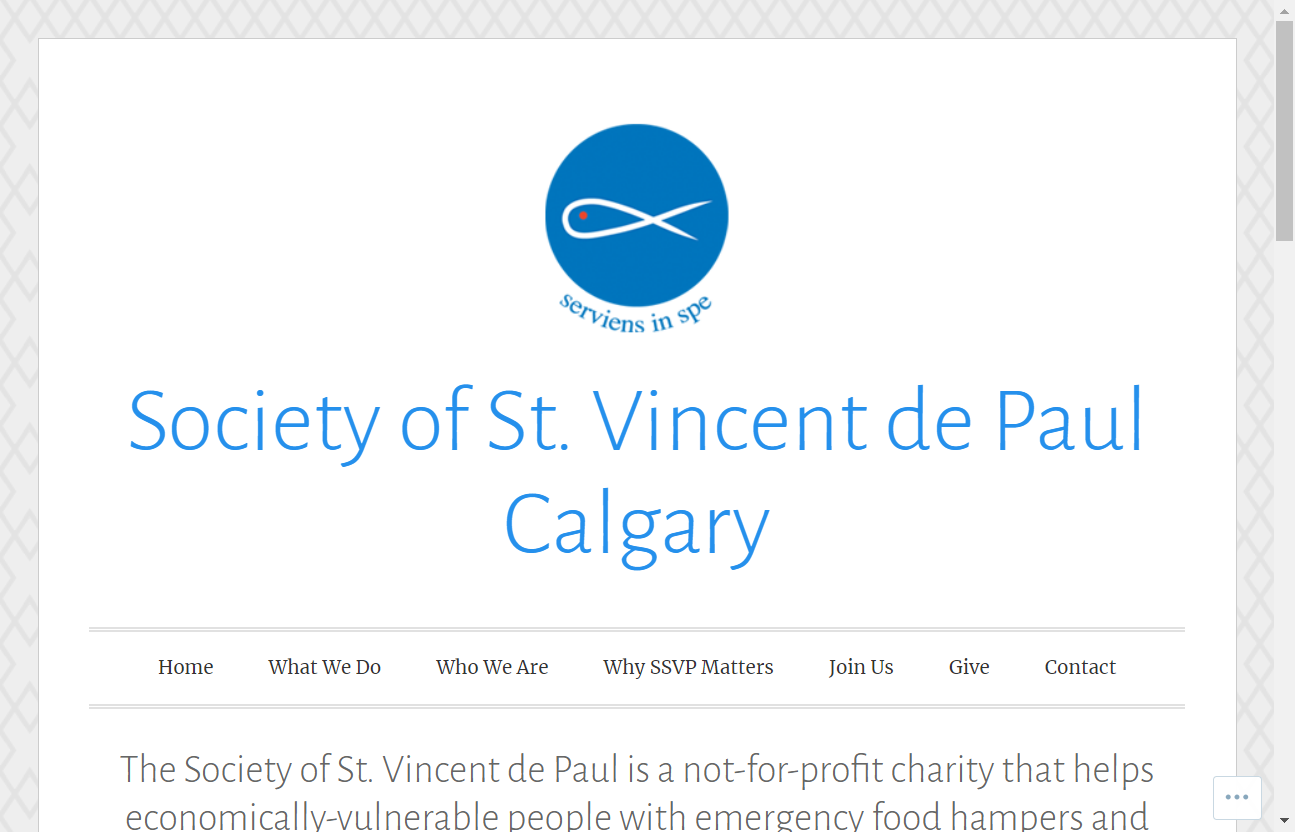 serviens in spe
Society of St. Vincent de Paul
Calgary
Home What We Do Who We Are Why SSVP Matters Join Us Give Contact
The Society of St. Vincent de Paul is a not-for-profit charity that helps
economically-vulnerable people with emergency food hampers and